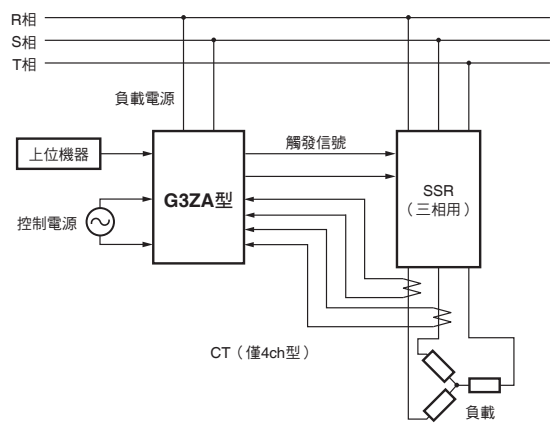 R相
S相
T相
負載電源
上位機器
觸發信號
G3ZA型
SSR
（三相用）
控制電源
CT（僅4ch型）
負載